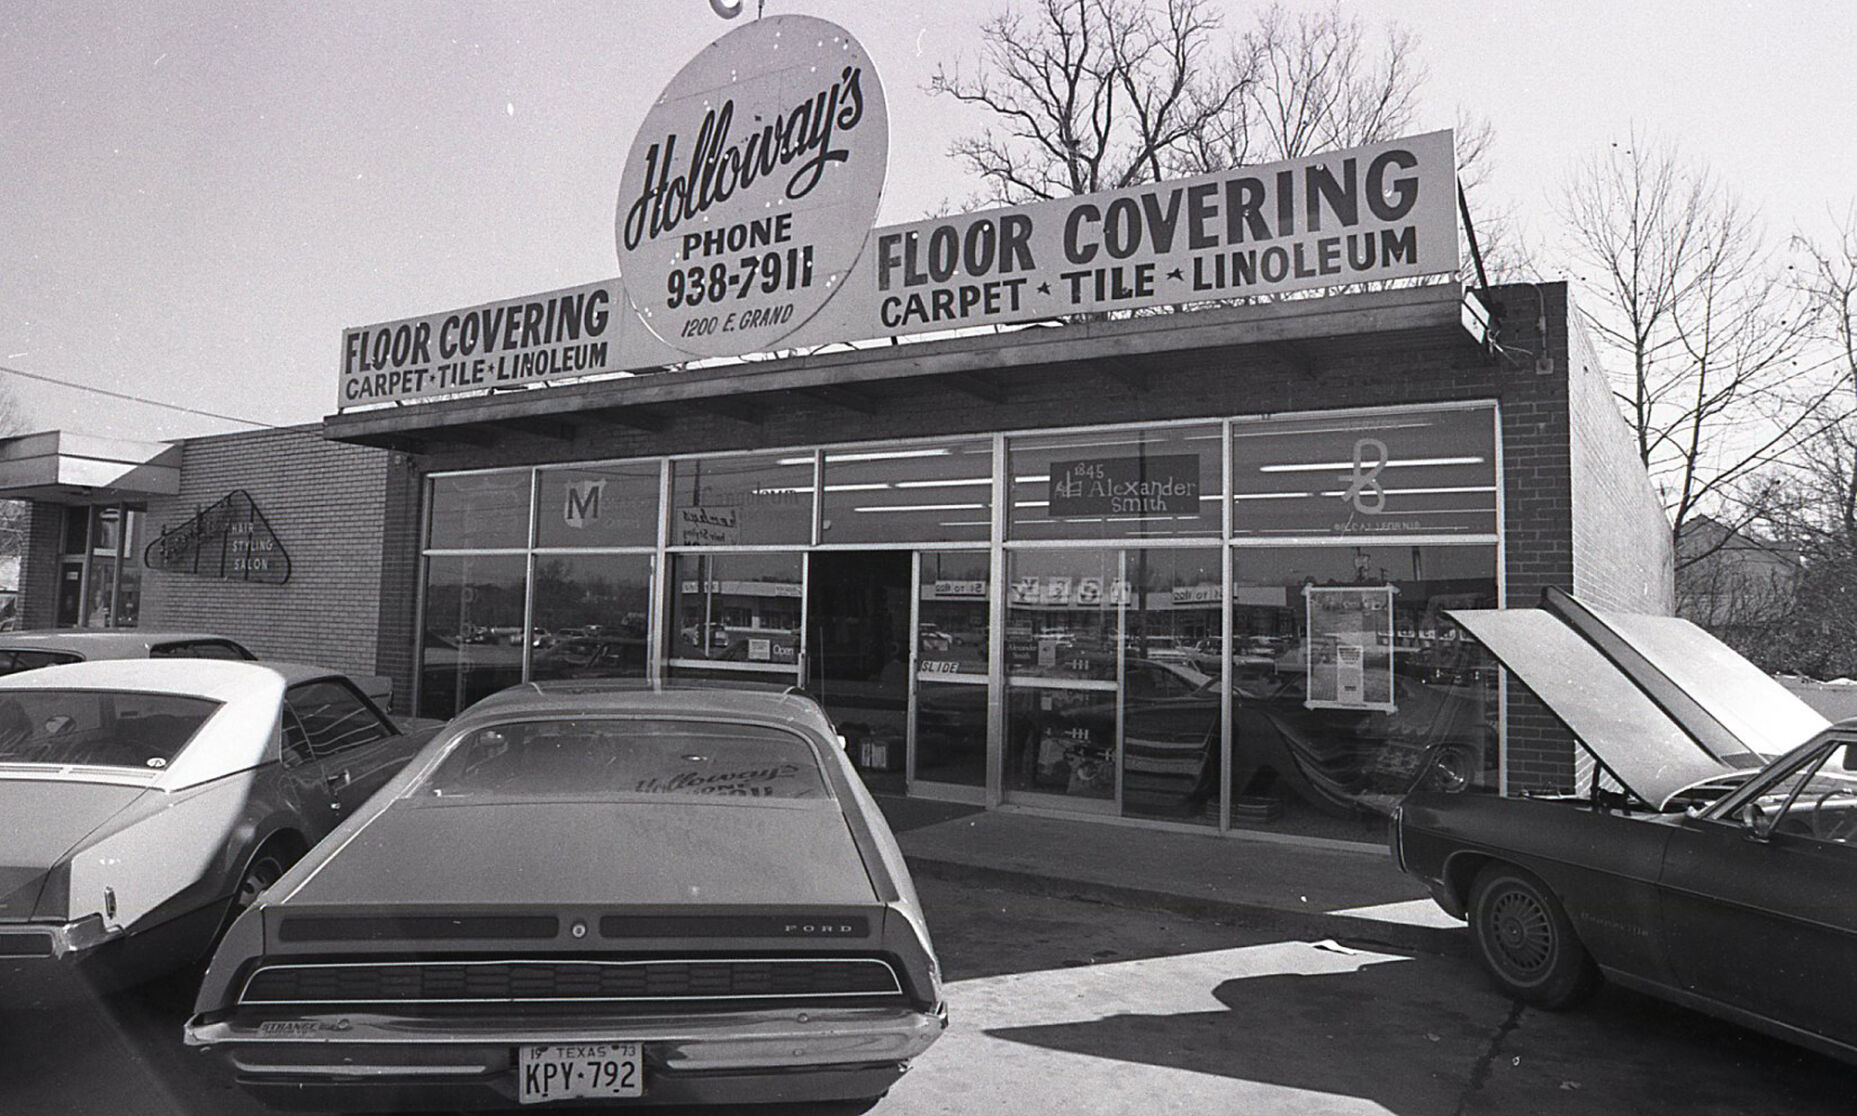 Holloway's
PHONE
938-7911
1200 E. GRAND
FLOOR COVERING
CARPET * TILE * LINOLEUM
FLOOR COVERING
CARPET * TILE * LINOLEUM
HAIR
STYLING
SALON
M
1845
Alexander
Smith
Open
SLIDE
Holloway's
FORD
19 TEXAS 73
KPY★792